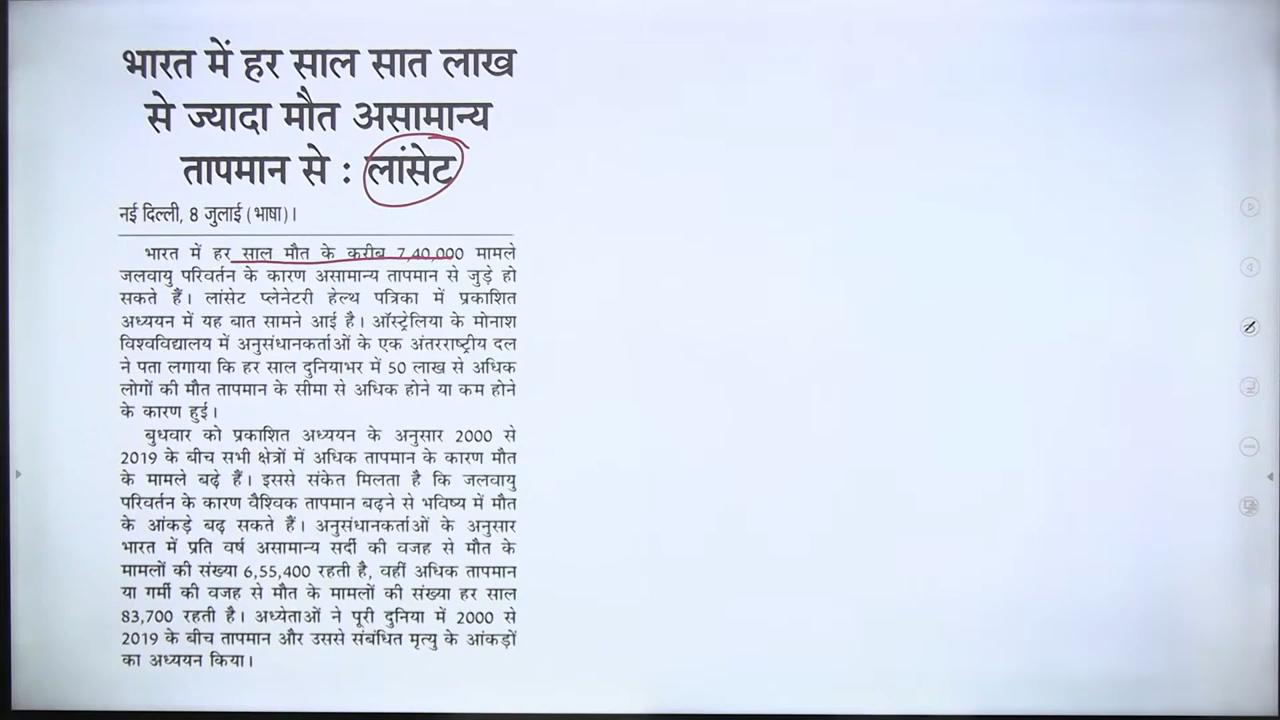 भारत में हर साल सात लाख
से ज्यादा मौत असामान्य
तापमान से : लांसेट
नई दिल्ली, 8 जुलाई (भाषा)।
भारत में हर साल मौत के करीब 7,40,000 मामले
जलवायु परिवर्तन के कारण असामान्य तापमान से जुड़े हो
सकते हैं। लांसेट प्लेनेटरी हेल्थ पत्रिका में प्रकाशित
अध्ययन में यह बात सामने आई है। ऑस्ट्रेलिया के मोनाश
विश्वविद्यालय में अनुसंधानकर्ताओं के एक अंतरराष्ट्रीय दल
ने पता लगाया कि हर साल दुनियाभर में 50 लाख से अधिक
लोगों की मौत तापमान के सीमा से अधिक होने या कम होने
के कारण हुई।
बुधवार को प्रकाशित अध्ययन के अनुसार 2000 से
2019 के बीच सभी क्षेत्रों में अधिक तापमान के कारण मौत
के मामले बढ़े हैं। इससे संकेत मिलता है कि जलवायु
परिवर्तन के कारण वैश्विक तापमान बढ़ने से भविष्य में मौत
के आंकड़े बढ़ सकते हैं। अनुसंधानकर्ताओं के अनुसार
भारत में प्रति वर्ष असामान्य सर्दी की वजह से मौत के
मामलों की संख्या 6,55,400 रहती है, वहीं अधिक तापमान
या गर्मी की वजह से मौत के मामलों की संख्या हर साल
83,700 रहती है। अध्येताओं ने पूरी दुनिया में 2000 से
2019 के बीच तापमान और उससे संबंधित मृत्यु के आंकड़ों
का अध्ययन किया।